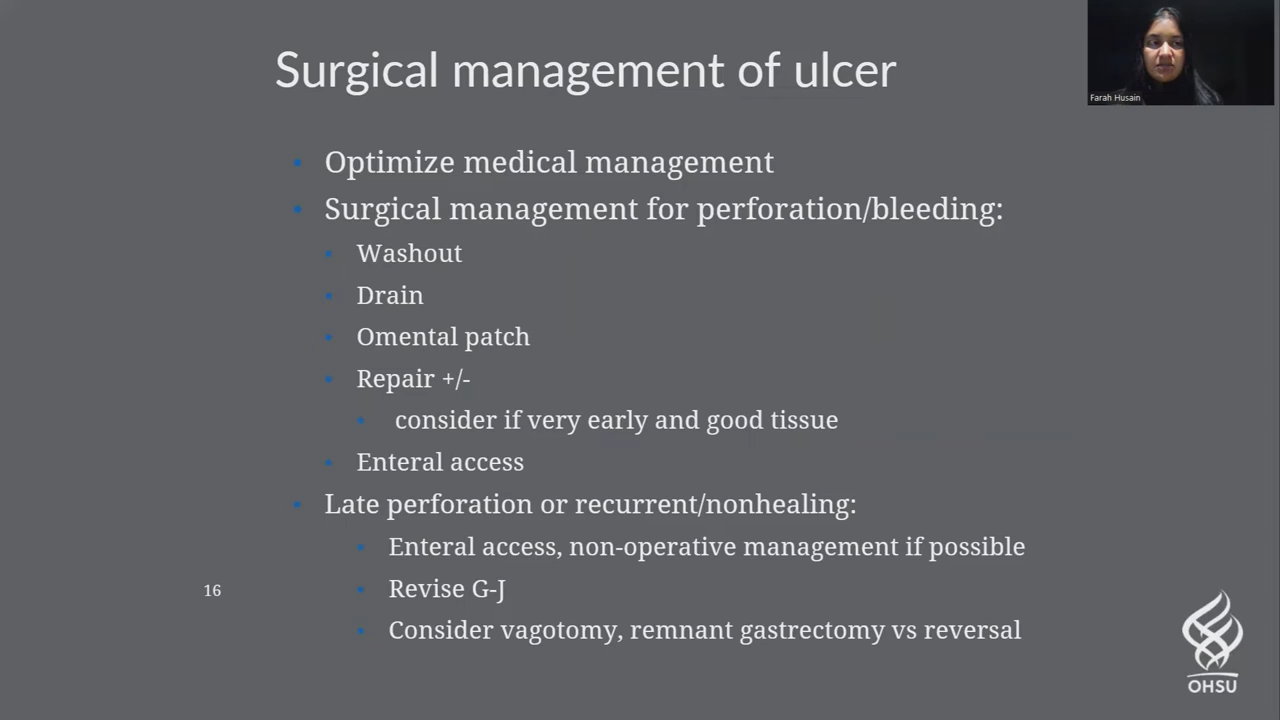 Surgical management of ulcer
Farah Husain
Optimize medical management
Surgical management for perforation/bleeding:
Washout
Drain
Omental patch
Repair +/-
consider if very early and good tissue
Enteral access
Late perforation or recurrent/nonhealing:
Enteral access, non-operative management if possible
Revise G-J
Consider vagotomy, remnant gastrectomy vs reversal
16
OHSU